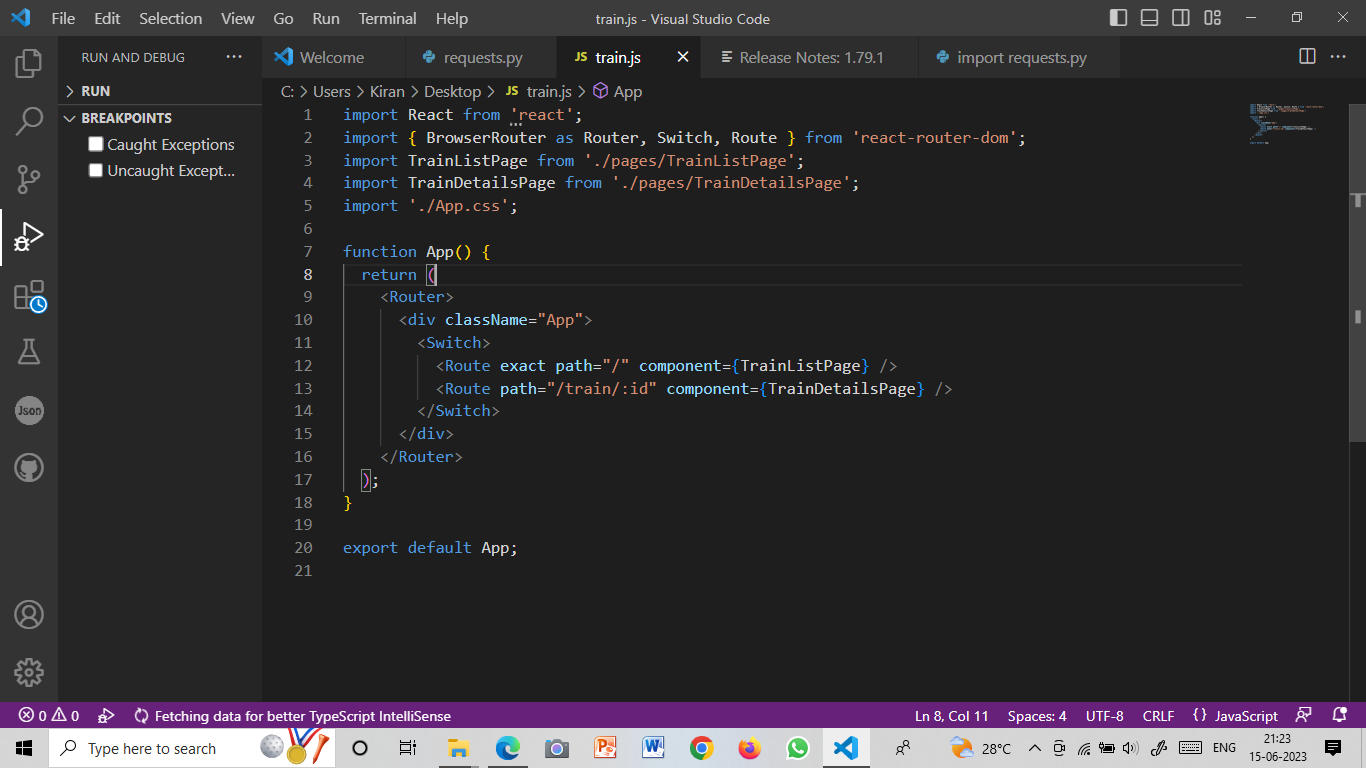 File Edit Selection View Go Run Terminal Help train.js - Visual Studio Code
RUN AND DEBUG ···
Welcome requests.py JS train.js Release Notes: 1.79.1 import requests.py ···
RUN
BREAKPOINTS
Caught Exceptions
Uncaught Except...
C: > Users > Kiran > Desktop > JS train.js > App
1 import React from 'react';
2 import { BrowserRouter as Router, Switch, Route } from 'react-router-dom';
3 import TrainListPage from './pages/TrainListPage';
4 import TrainDetailsPage from './pages/TrainDetailsPage';
5 import './App.css';
6
7 function App() {
8 return (
9 <Router>
10 <div className="App">
11 <Switch>
12 <Route exact path="/" component={TrainListPage} />
13 <Route path="/train/:id" component={TrainDetailsPage} />
14 </Switch>
15 </div>
16 </Router>
17 );
18 }
19
20 export default App;
21
Json
0 0 Fetching data for better TypeScript IntelliSense Ln 8, Col 11 Spaces: 4 UTF-8 CRLF {} JavaScript
Type here to search 28°C ENG 21:23
15-06-2023